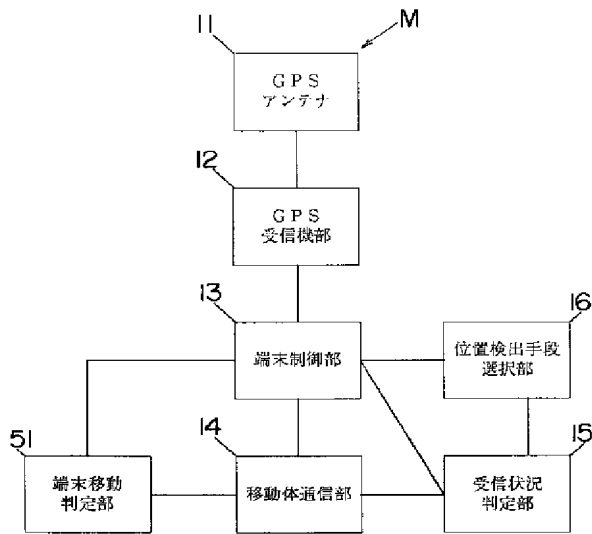 11
M
GPS
アンテナ
12
GPS
受信機部
13
端末制御部
16
位置検出手段
選択部
51
端末移動
判定部
14
移動体通信部
15
受信状況
判定部